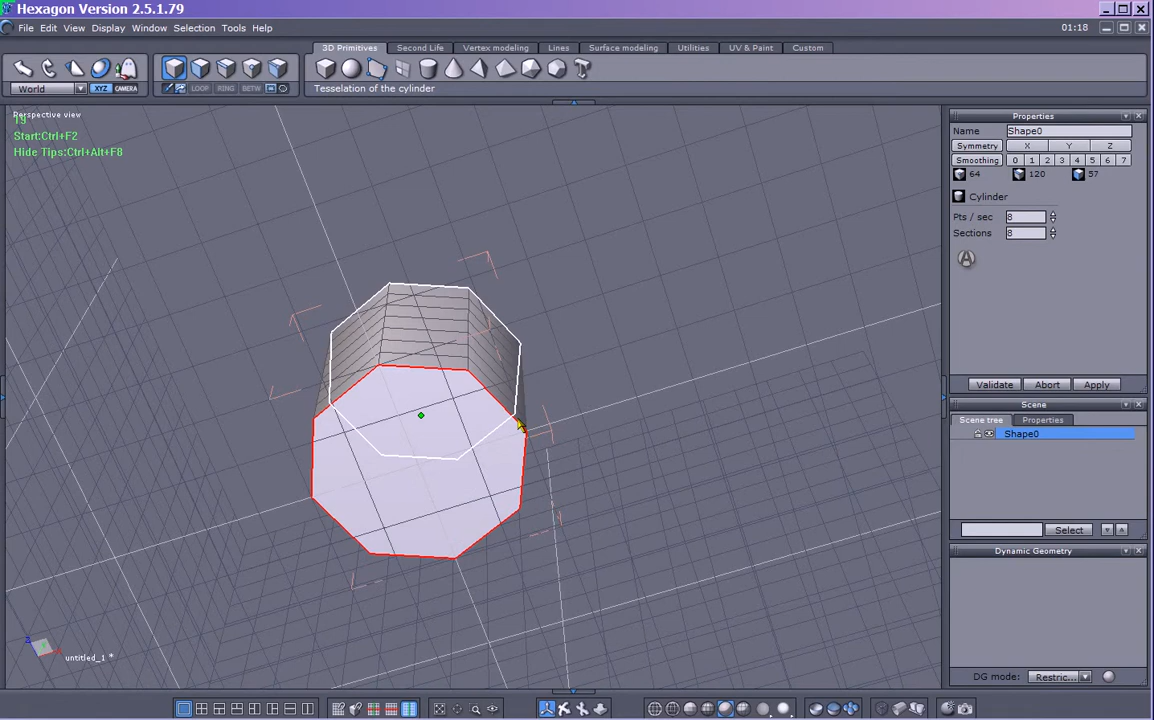 Hexagon Version 2.5.1.79
File Edit View Display Window Selection Tools Help 01:18
3D Primitives Second Life Vertex modeling Lines Surface modeling Utilities UV & Paint Custom
World XYZ CAMERA LOOP RING BETW
Tesselation of the cylinder
Perspective view
Start:Ctrl+F2
Hide Tips:Ctrl+Alt+F8
Properties
Name Shape0
Symmetry X Y Z
Smoothing 0 1 2 3 4 5 6 7
64 120 57
Cylinder
Pts / sec 8
Sections 8
A
Validate Abort Apply
Scene
Scene tree Properties
Shape0
Select
Dynamic Geometry
untitled_1 *
DG mode: Restric...